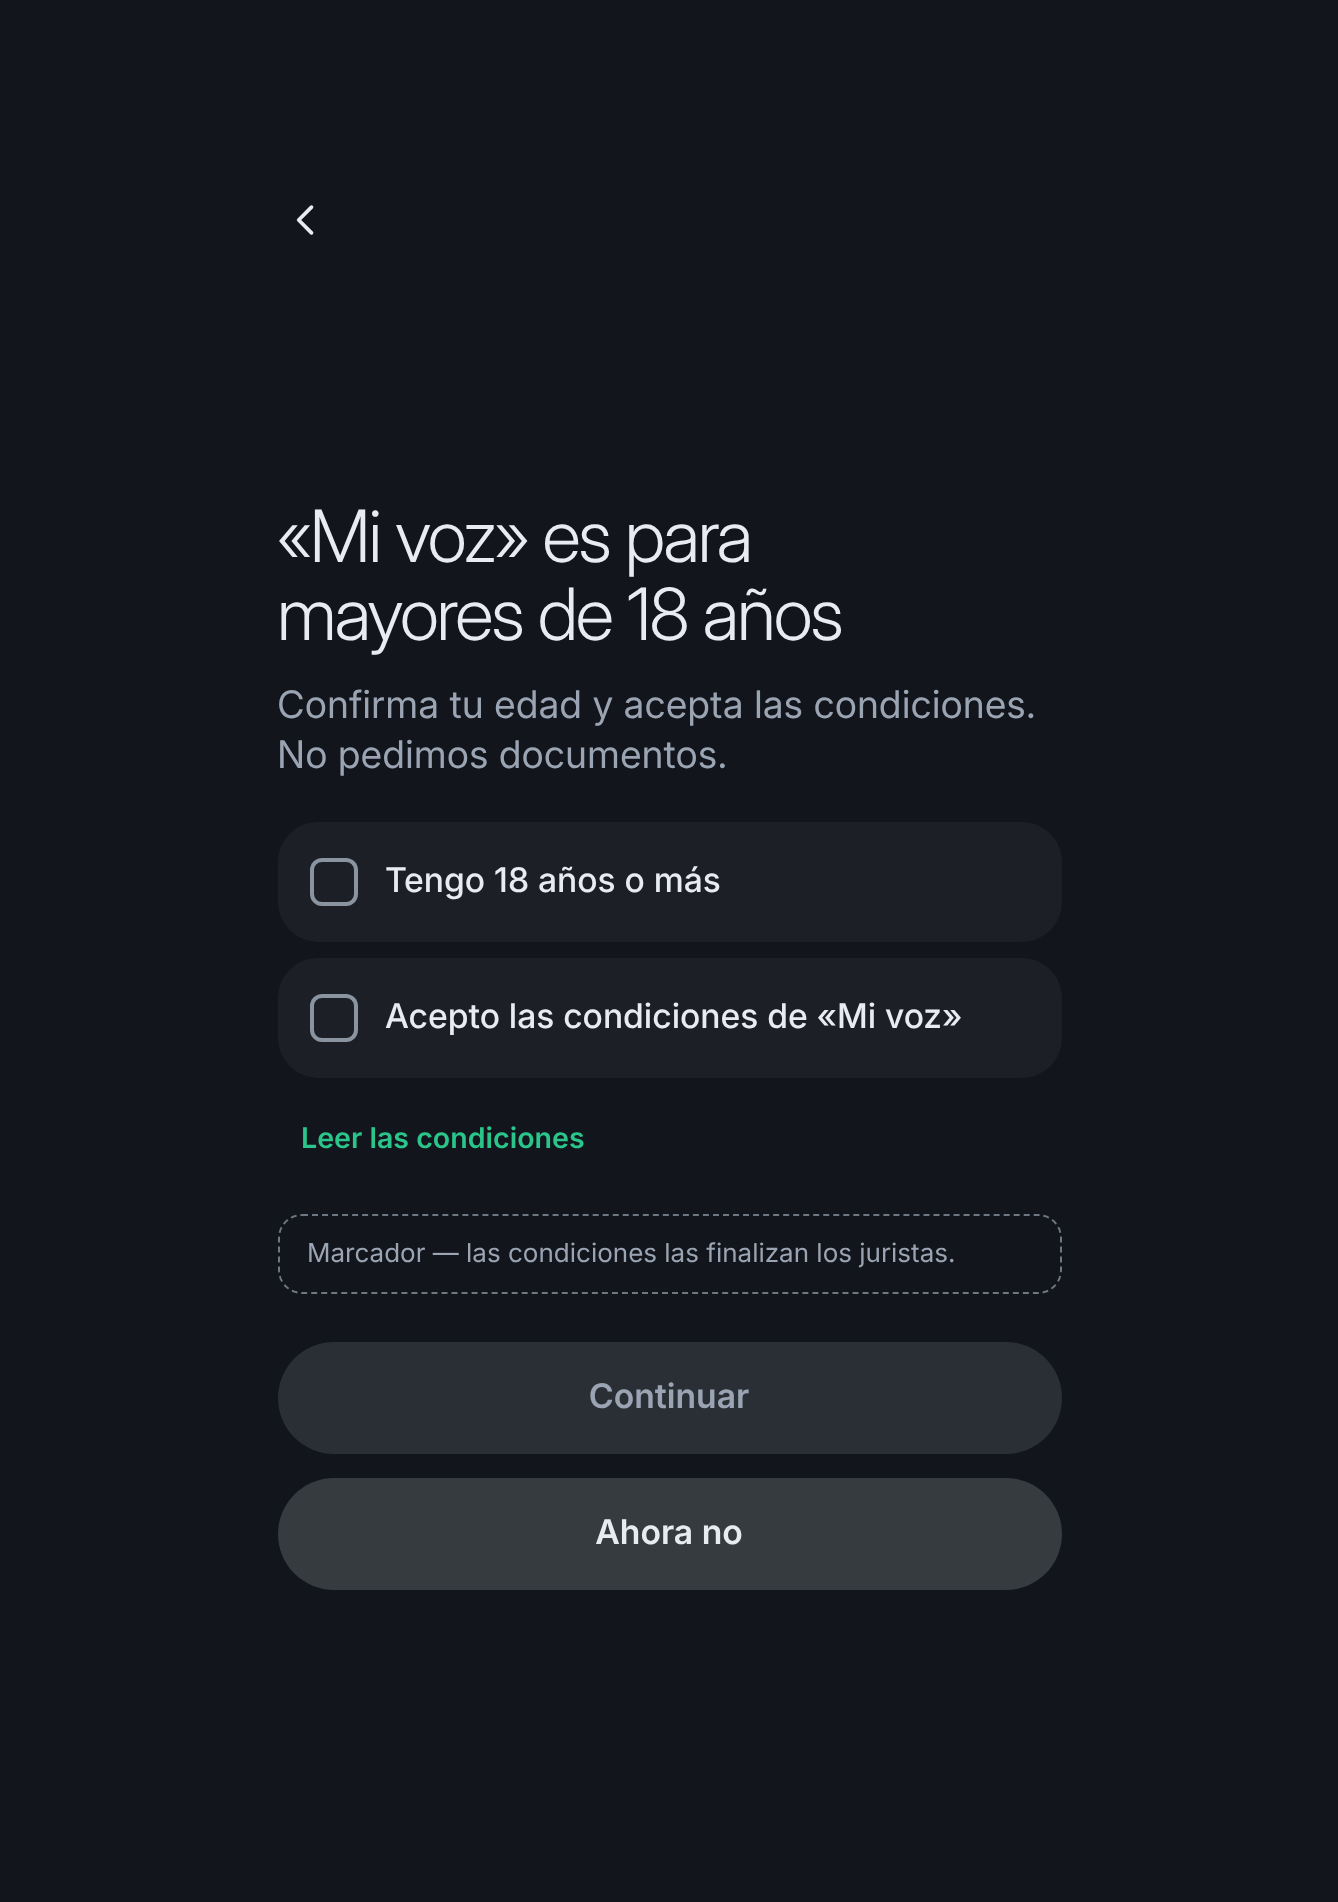 «Mi voz» es para
mayores de 18 años
Confirma tu edad y acepta las condiciones.
No pedimos documentos.
Tengo 18 años o más
Acepto las condiciones de «Mi voz»
Leer las condiciones
Marcador — las condiciones las finalizan los juristas.
Continuar
Ahora no